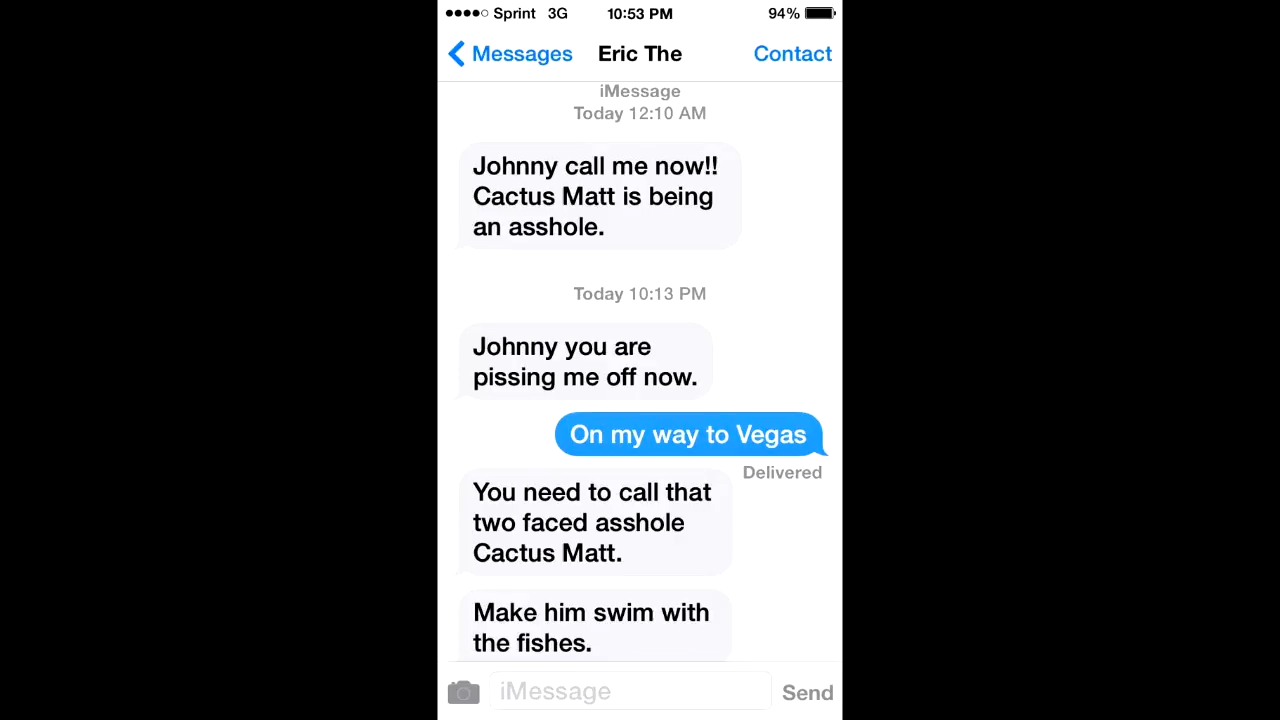 Sprint 3G 10:53 PM 94%
Messages Eric The Contact
iMessage
Today 12:10 AM
Johnny call me now!!
Cactus Matt is being
an asshole.
Today 10:13 PM
Johnny you are
pissing me off now.
On my way to Vegas
Delivered
You need to call that
two faced asshole
Cactus Matt.
Make him swim with
the fishes.
iMessage Send